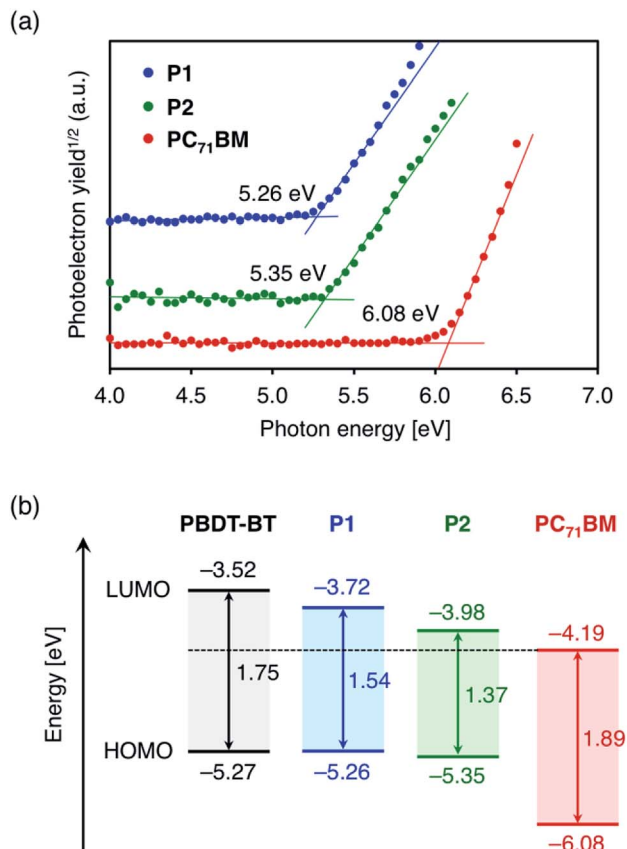 (a)
Photoelectron yield1/2 (a.u.)
P1
P2
PC71BM
5.26 eV
5.35 eV
6.08 eV
4.0 4.5 5.0 5.5 6.0 6.5 7.0
Photon energy [eV]
(b)
PBDT-BT P1 P2 PC71BM
Energy [eV]
LUMO
HOMO
−3.52
−3.72
−3.98
−4.19
1.75
1.54
1.37
1.89
−5.27
−5.26
−5.35
−6.08